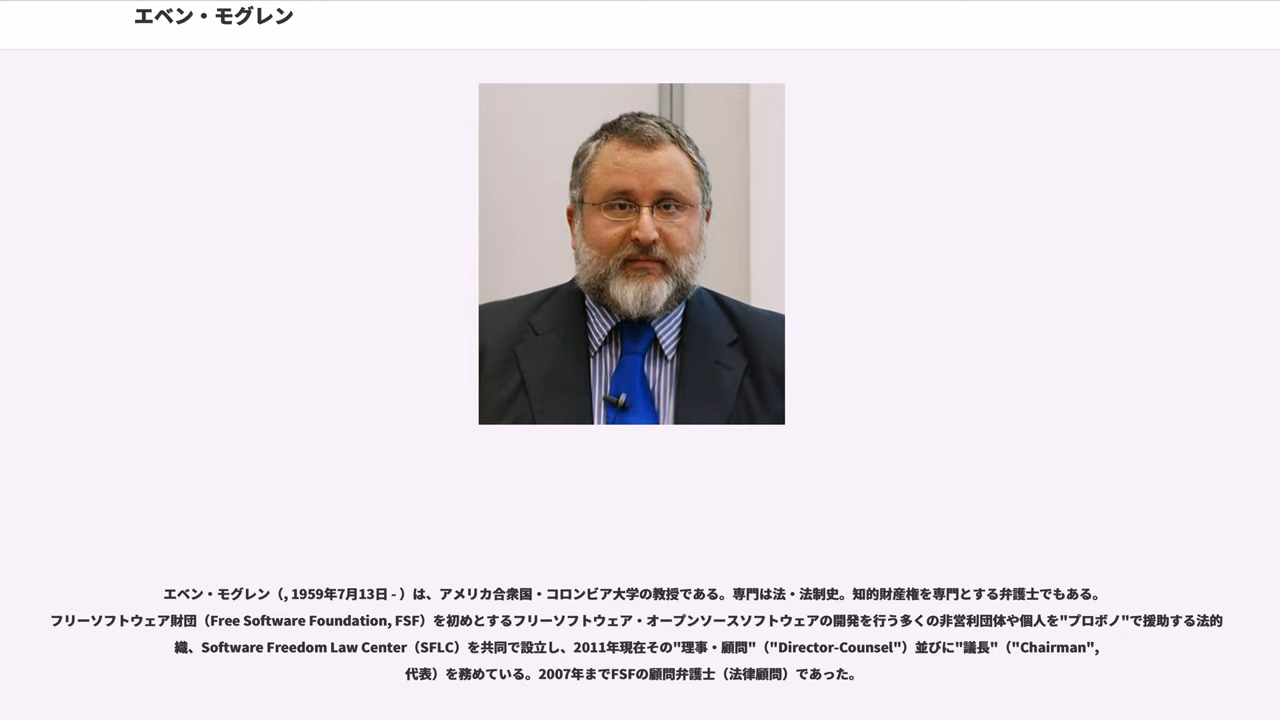 エベン・モグレン
エベン・モグレン（, 1959年7月13日 - ）は、アメリカ合衆国・コロンビア大学の教授である。専門は法・法制史。知的財産権を専門とする弁護士でもある。
フリーソフトウェア財団（Free Software Foundation, FSF）を初めとするフリーソフトウェア・オープンソースソフトウェアの開発を行う多くの非営利団体や個人を"プロボノ"で援助する法的
織、Software Freedom Law Center（SFLC）を共同で設立し、2011年現在その"理事・顧問"（"Director-Counsel"）並びに"議長"（"Chairman",
代表）を務めている。2007年までFSFの顧問弁護士（法律顧問）であった。